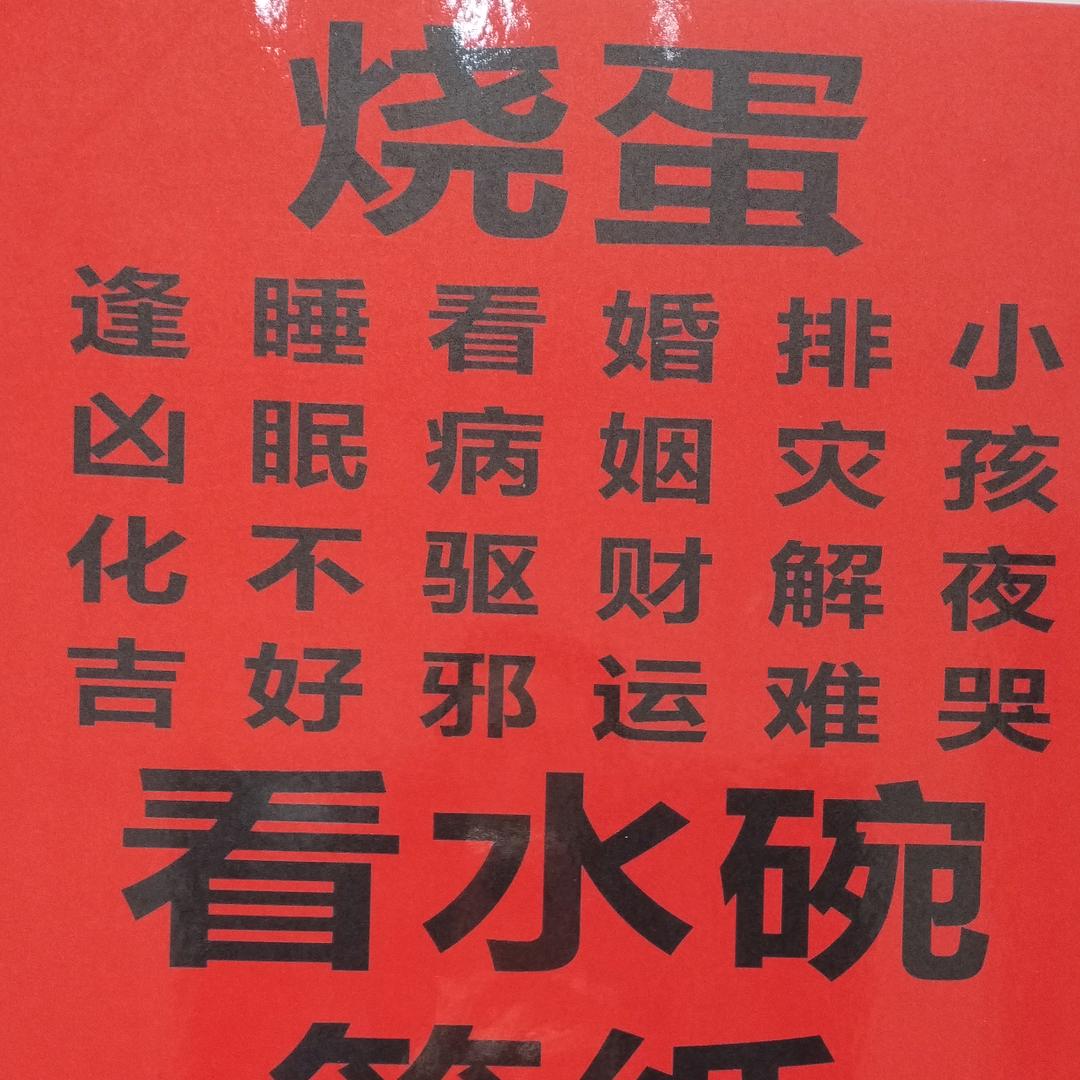 烧蛋
小孩夜哭
排灾解难
婚姻财运
看病驱邪
睡眠不好
逢凶化吉
看水碗